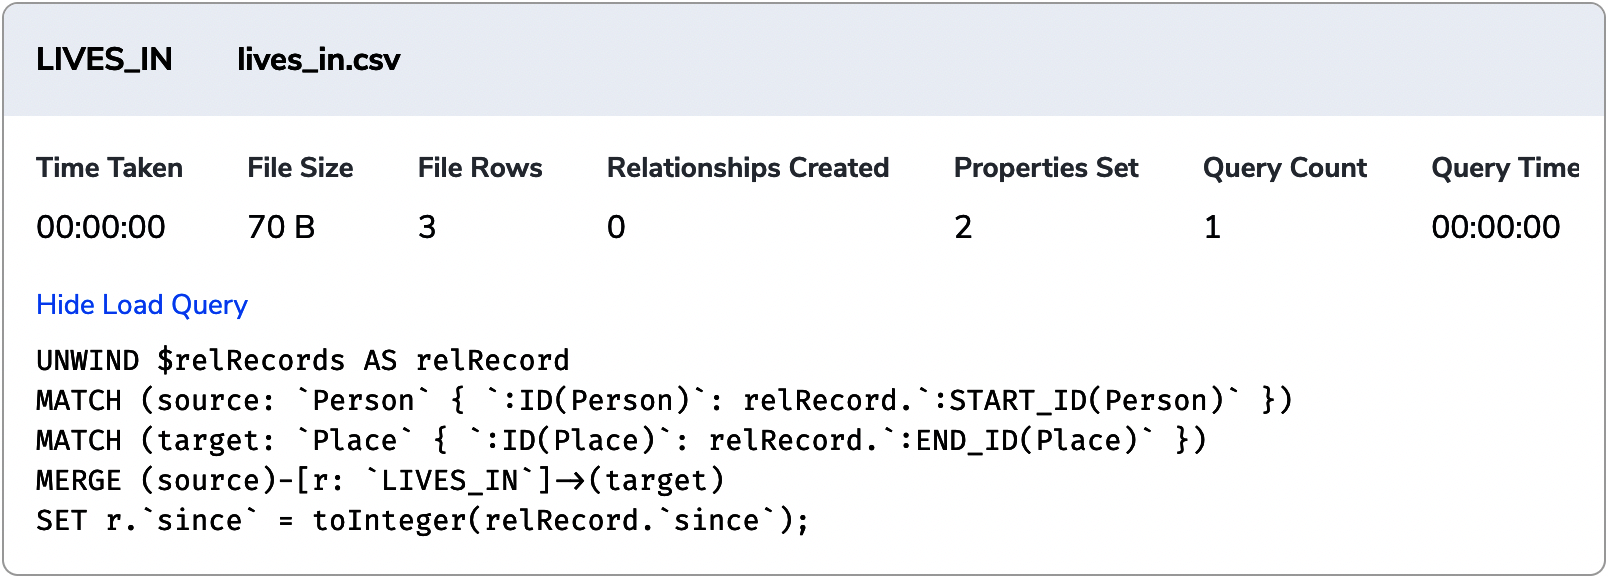 LIVES_IN lives_in.csv
Time Taken File Size File Rows Relationships Created Properties Set Query Count Query Time
00:00:00 70 B 3 0 2 1 00:00:00
Hide Load Query
UNWIND $relRecords AS relRecord
MATCH (source: `Person` { `:ID(Person)`: relRecord.`:START_ID(Person)` })
MATCH (target: `Place` { `:ID(Place)`: relRecord.`:END_ID(Place)` })
MERGE (source)-[r: `LIVES_IN`]->(target)
SET r.`since` = toInteger(relRecord.`since`);